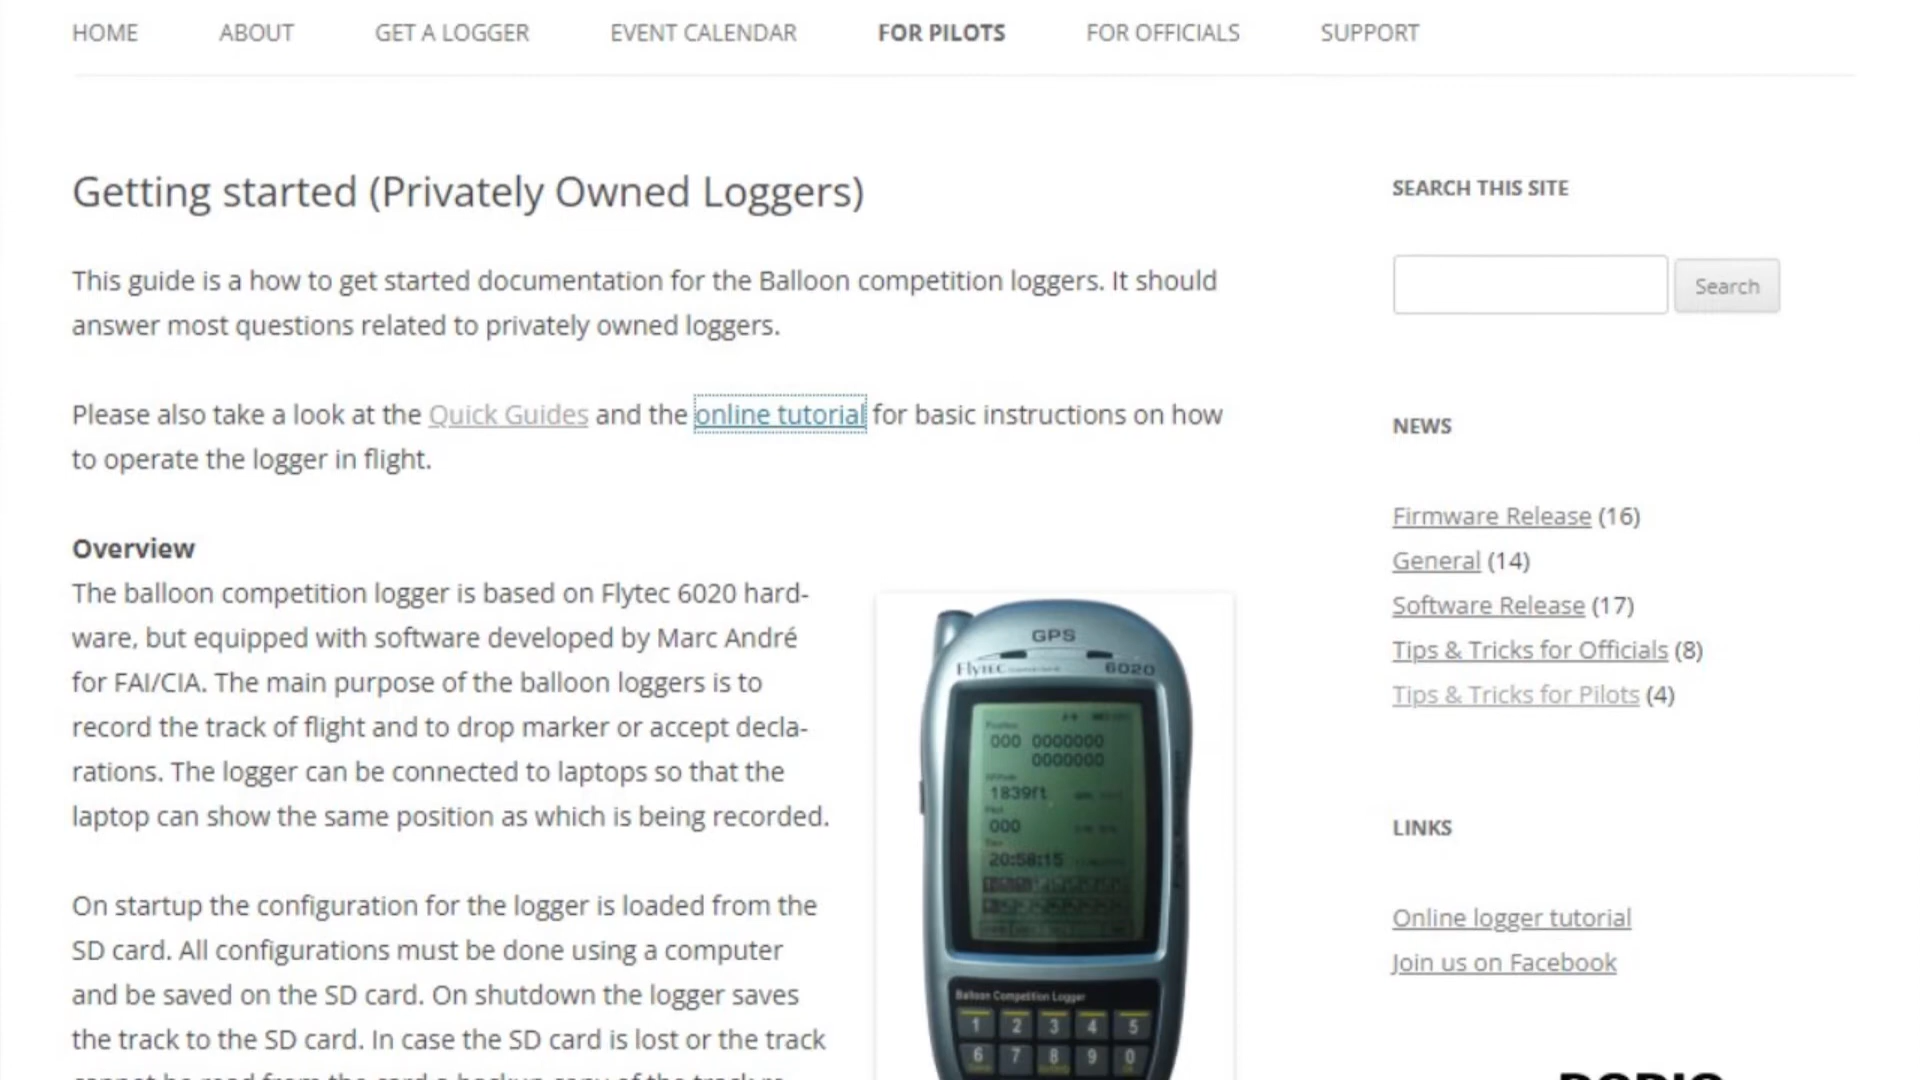 HOME ABOUT GET A LOGGER EVENT CALENDAR FOR PILOTS FOR OFFICIALS SUPPORT
Getting started (Privately Owned Loggers)
This guide is a how to get started documentation for the Balloon competition loggers. It should
answer most questions related to privately owned loggers.
Please also take a look at the Quick Guides and the online tutorial for basic instructions on how
to operate the logger in flight.
Overview
The balloon competition logger is based on Flytec 6020 hard-
ware, but equipped with software developed by Marc André
for FAI/CIA. The main purpose of the balloon loggers is to
record the track of flight and to drop marker or accept decla-
rations. The logger can be connected to laptops so that the
laptop can show the same position as which is being recorded.
On startup the configuration for the logger is loaded from the
SD card. All configurations must be done using a computer
and be saved on the SD card. On shutdown the logger saves
the track to the SD card. In case the SD card is lost or the track
GPS
Flytec 6020
000 0000000
0000000
1839ft
000
20:58:15
Balloon Competition Logger
1 2 3 4 5
6 7 8 9 0
SEARCH THIS SITE
Search
NEWS
Firmware Release (16)
General (14)
Software Release (17)
Tips & Tricks for Officials (8)
Tips & Tricks for Pilots (4)
LINKS
Online logger tutorial
Join us on Facebook